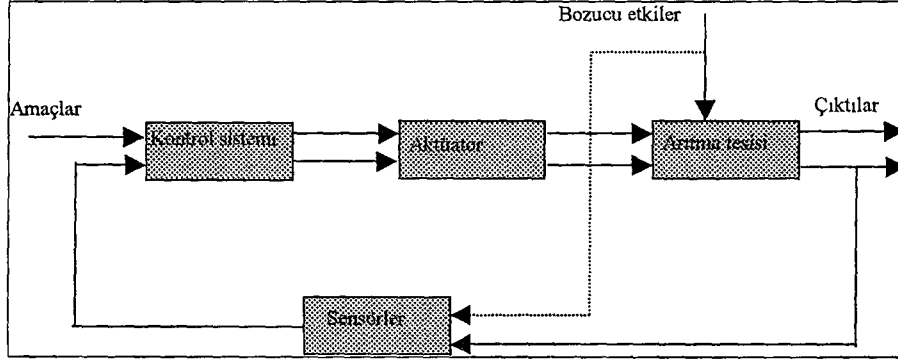 Bozucu etkiler
Amaçlar
Çıktılar
Kontrol sistemi
Aktüatör
Arıtma tesisi
Sensörler